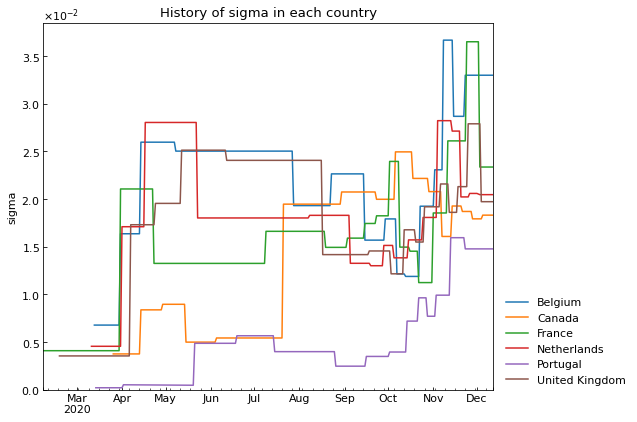 History of sigma in each country
×10⁻²
3.5
3.0
2.5
2.0
1.5
1.0
0.5
0.0
sigma
Mar Apr May Jun Jul Aug Sep Oct Nov Dec
2020
Belgium
Canada
France
Netherlands
Portugal
United Kingdom